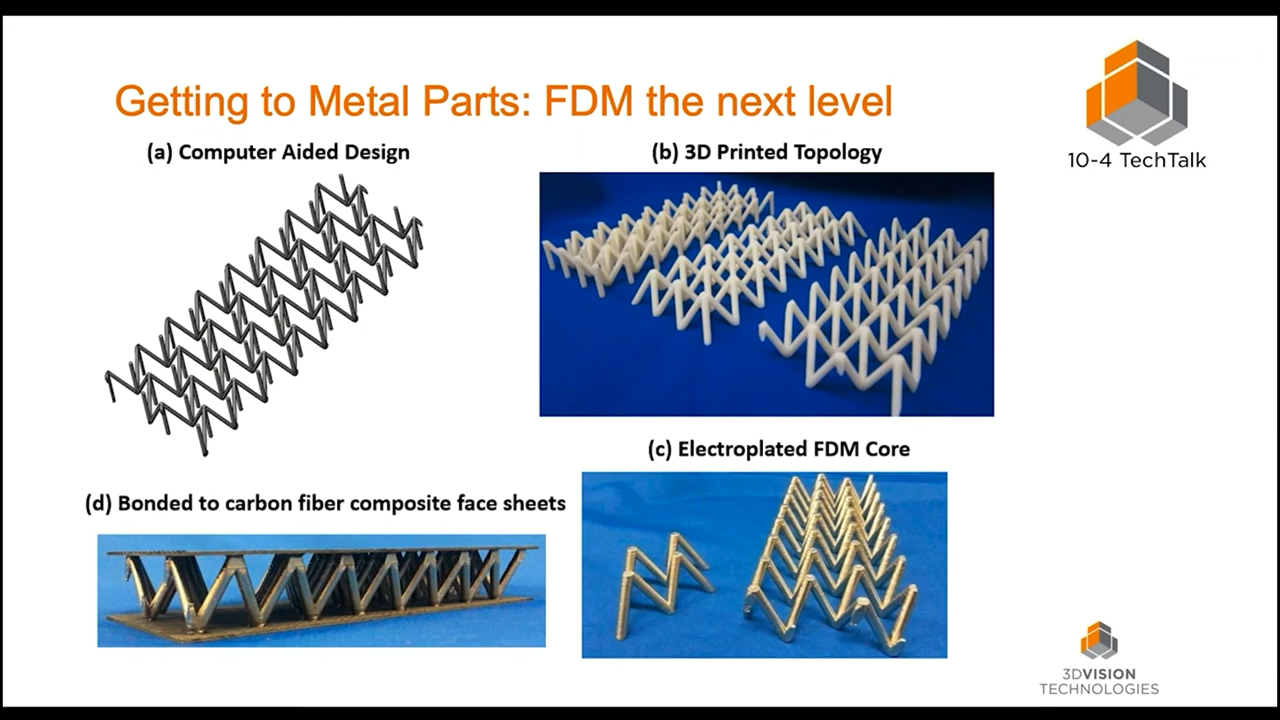 Getting to Metal Parts: FDM the next level
10-4 TechTalk
(a) Computer Aided Design
(b) 3D Printed Topology
(c) Electroplated FDM Core
(d) Bonded to carbon fiber composite face sheets
3DVISION
TECHNOLOGIES